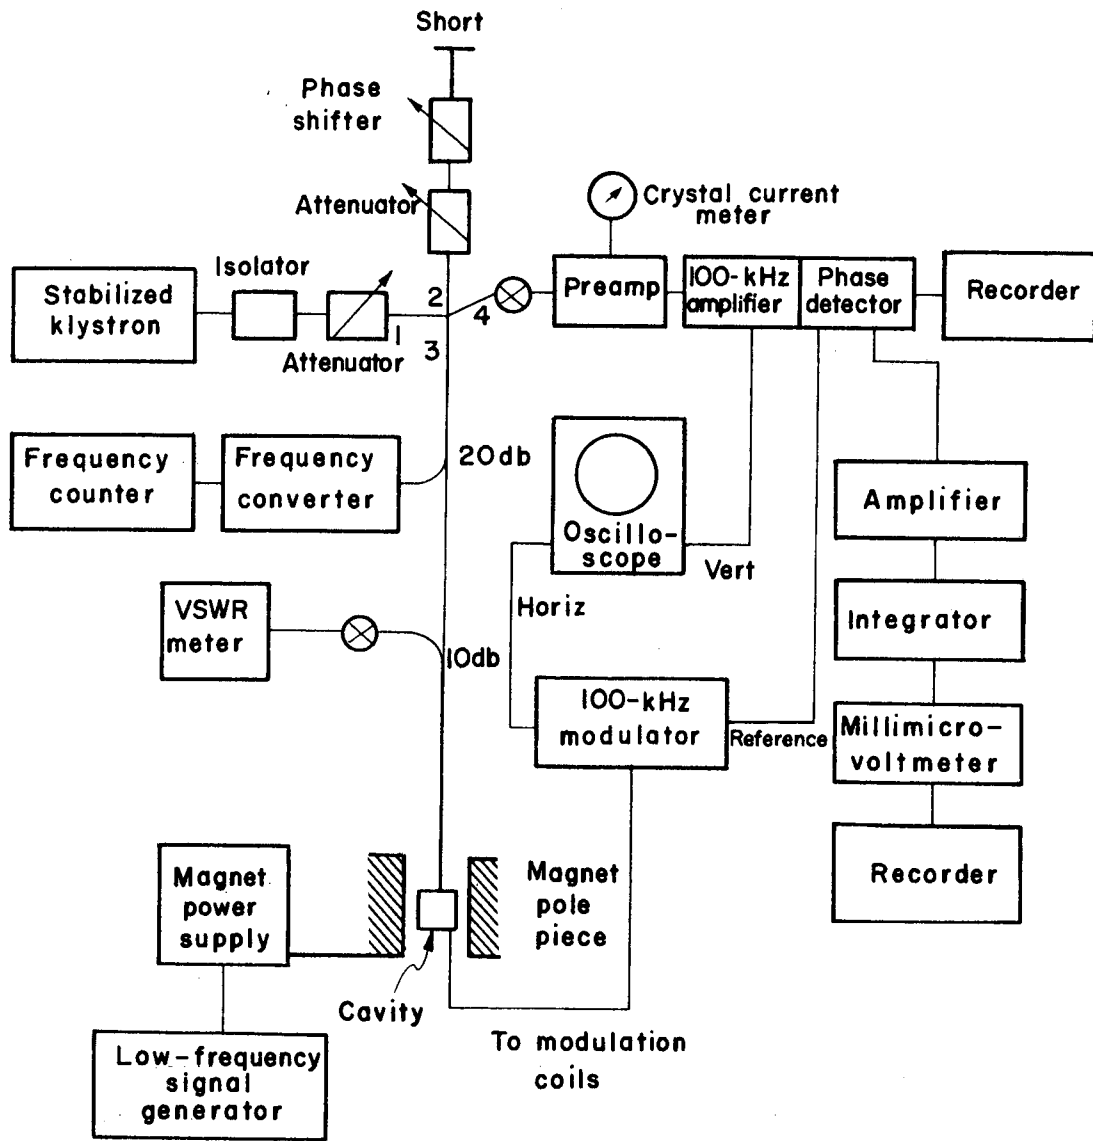 Short
Phase
shifter
Attenuator
Crystal current
meter
Isolator
Stabilized
klystron
Attenuator
1
2
3
4
Preamp
100-kHz
amplifier
Phase
detector
Recorder
Frequency
counter
Frequency
converter
20db
Oscillo-
scope
Vert
Horiz
Amplifier
VSWR
meter
10db
Integrator
100-kHz
modulator
Reference
Millimicro-
voltmeter
Recorder
Magnet
power
supply
Magnet
pole
piece
Cavity
To modulation
coils
Low-frequency
signal
generator